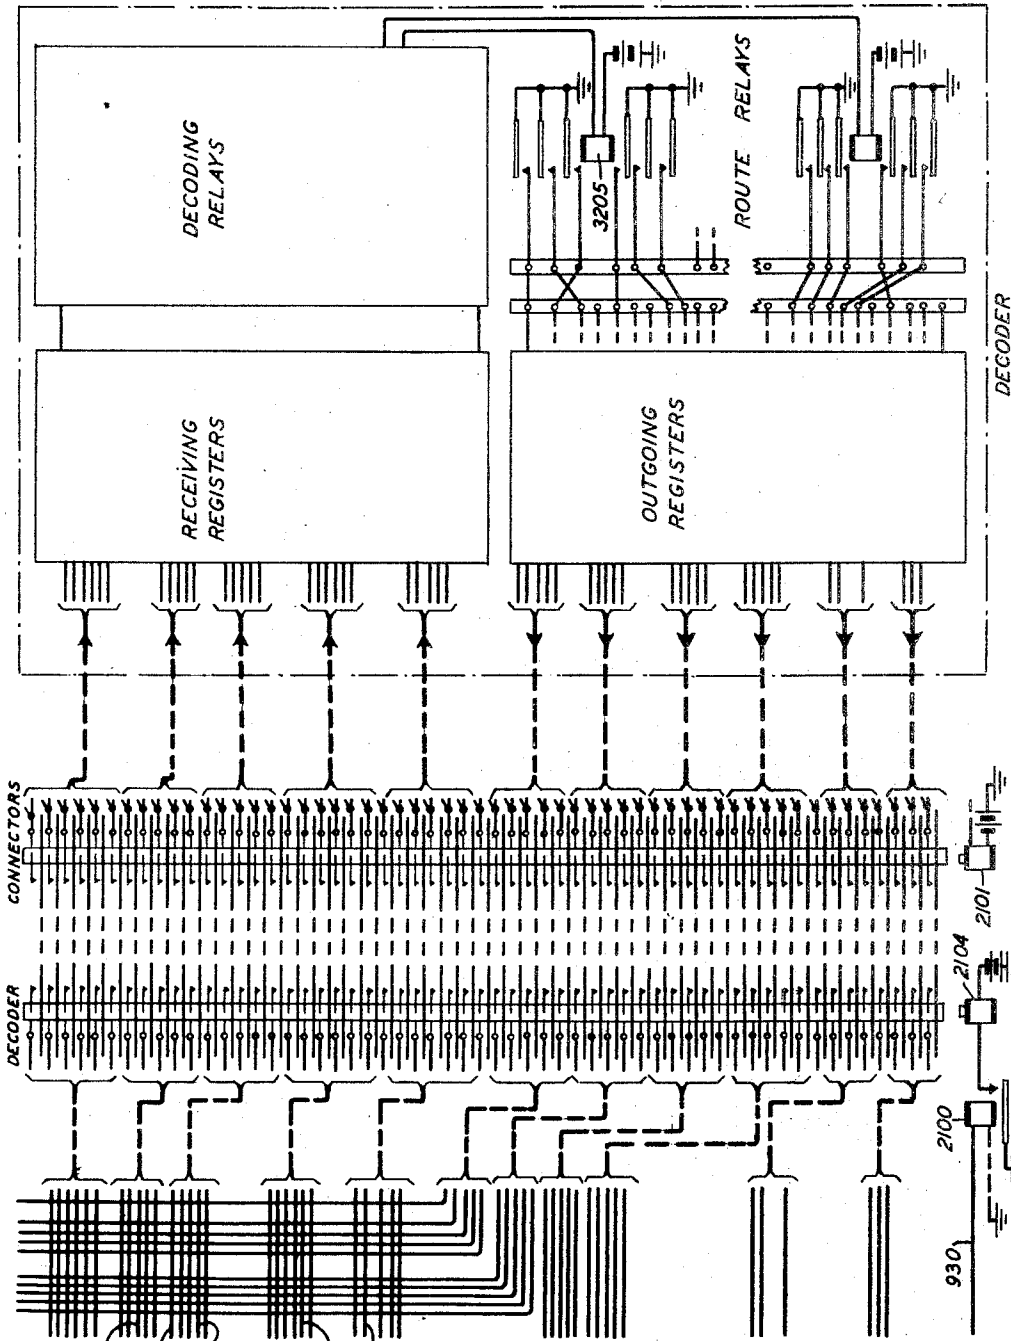 DECODING
RELAYS
3205
ROUTE RELAYS
RECEIVING
REGISTERS
OUTGOING
REGISTERS
DECODER
CONNECTORS
DECODER
2101
2104
2100
930